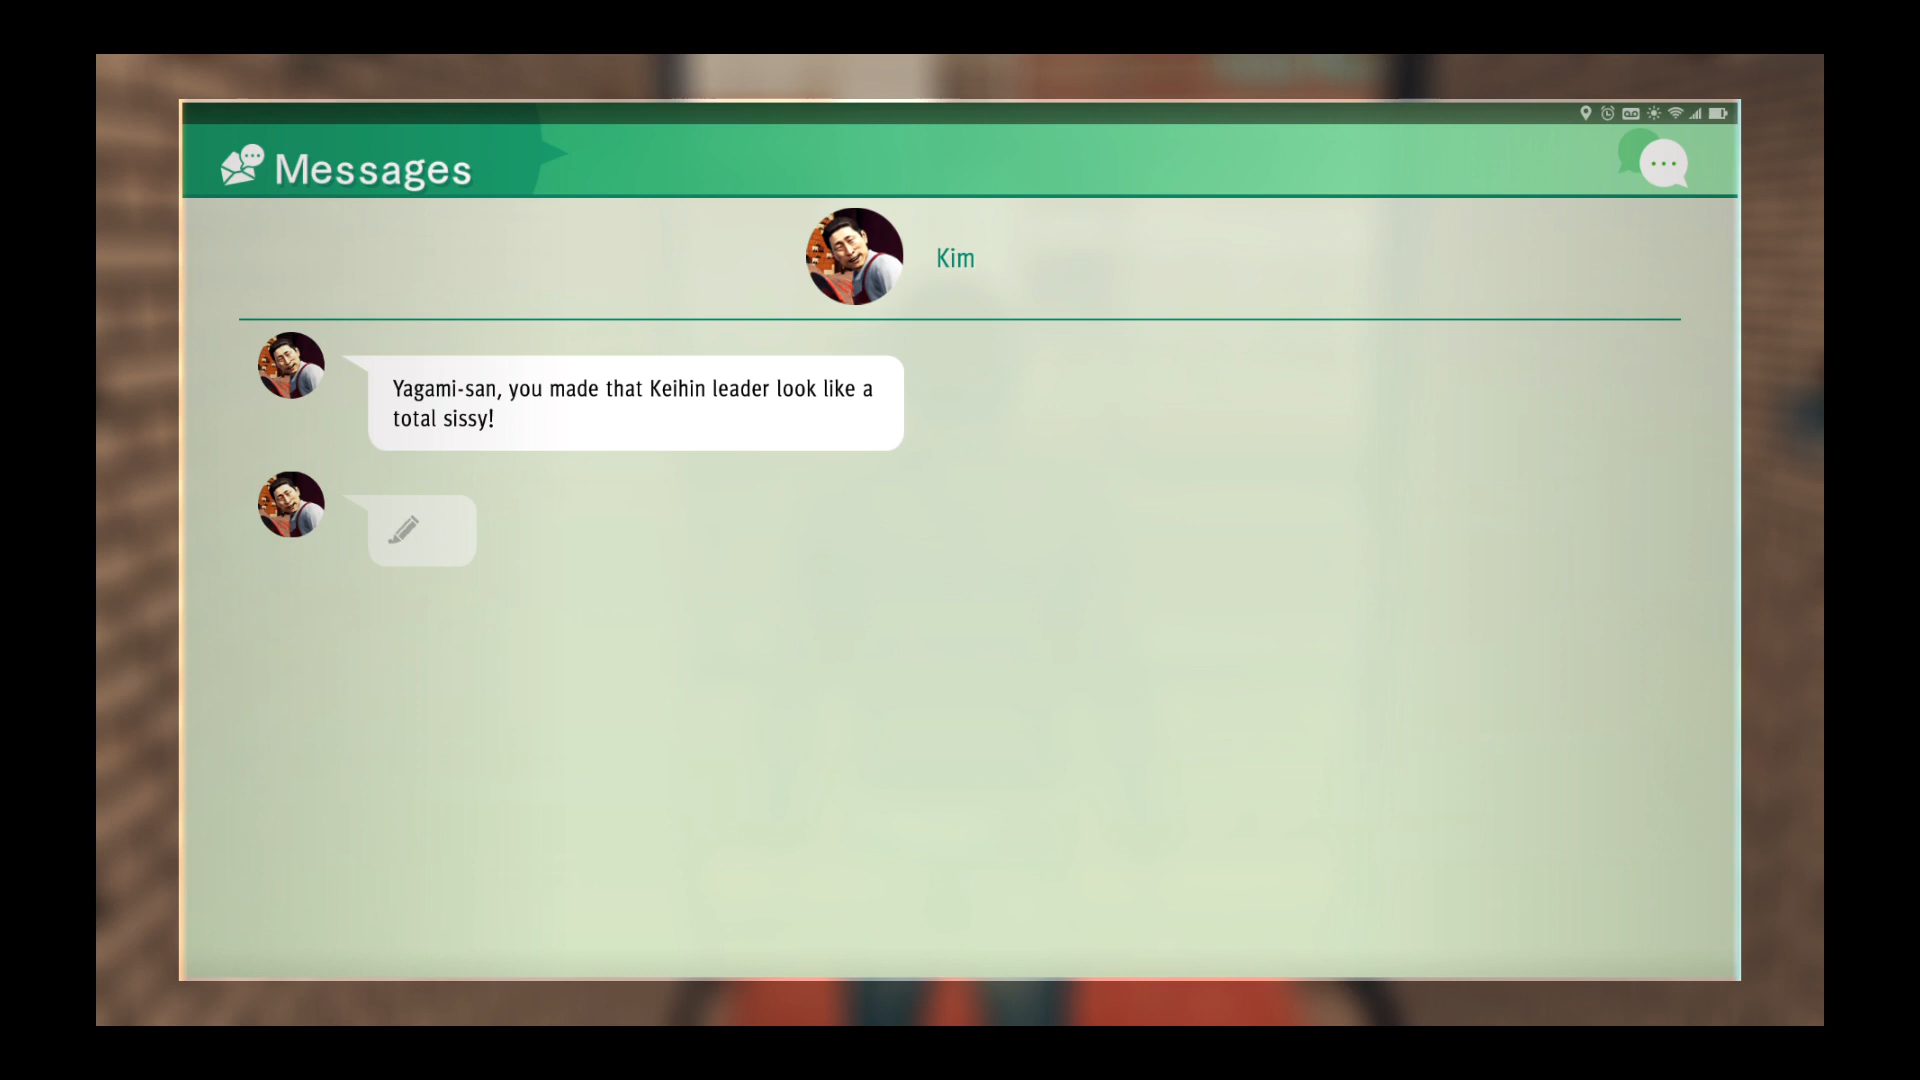 Messages
Kim
Yagami-san, you made that Keihin leader look like a
total sissy!